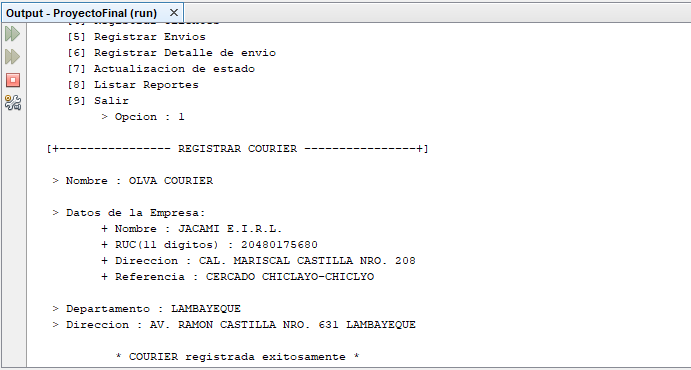 Output - ProyectoFinal (run) ×
[5] Registrar Envios
[6] Registrar Detalle de envio
[7] Actualizacion de estado
[8] Listar Reportes
[9] Salir
> Opcion : 1
[+---------------- REGISTRAR COURIER ----------------+]
> Nombre : OLVA COURIER
> Datos de la Empresa:
+ Nombre : JACAMI E.I.R.L.
+ RUC(11 digitos) : 20480175680
+ Direccion : CAL. MARISCAL CASTILLA NRO. 208
+ Referencia : CERCADO CHICLAYO-CHICLYO
> Departamento : LAMBAYEQUE
> Direccion : AV. RAMON CASTILLA NRO. 631 LAMBAYEQUE
* COURIER registrada exitosamente *